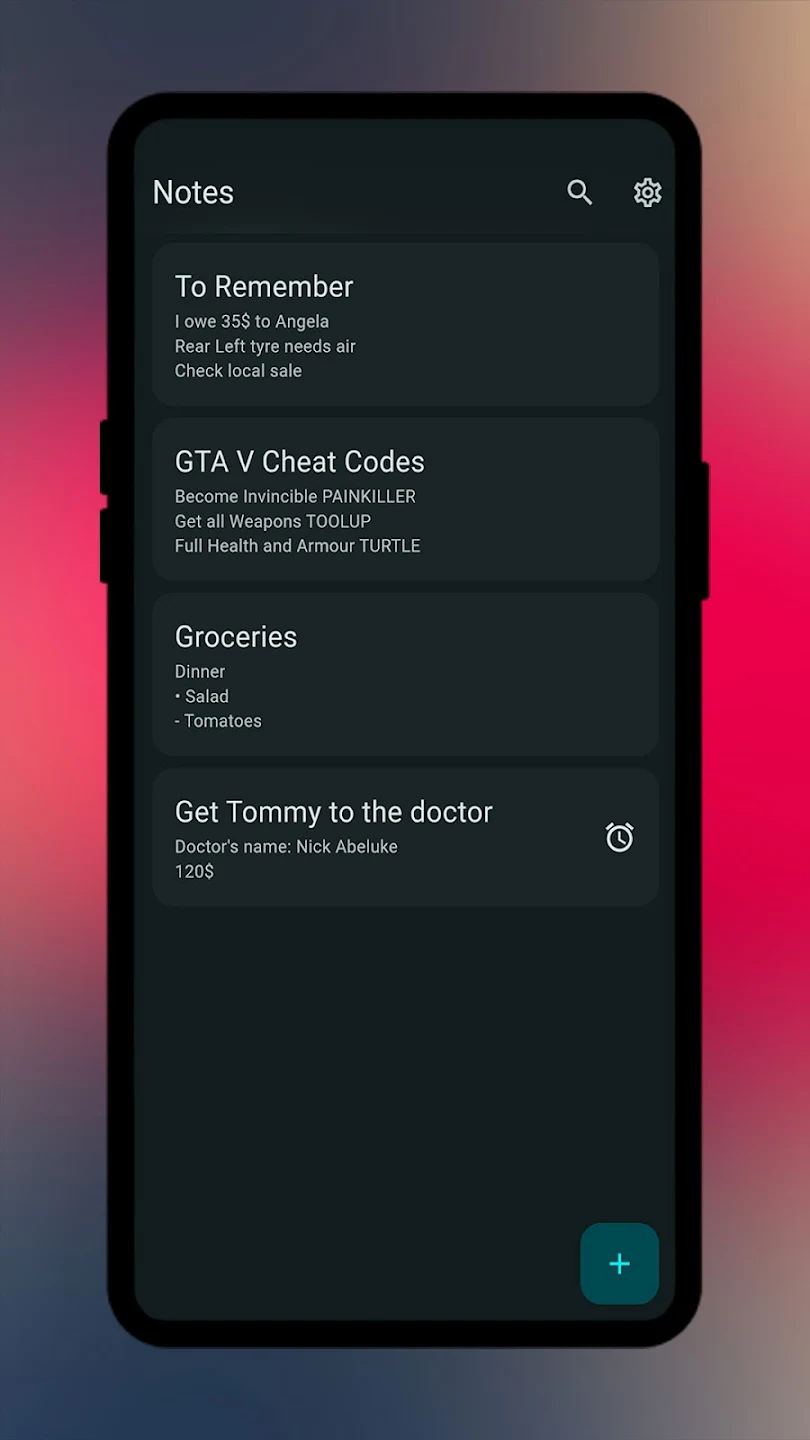 Notes
To Remember
I owe 35$ to Angela
Rear Left tyre needs air
Check local sale
GTA V Cheat Codes
Become Invincible PAINKILLER
Get all Weapons TOOLUP
Full Health and Armour TURTLE
Groceries
Dinner
• Salad
- Tomatoes
Get Tommy to the doctor
Doctor's name: Nick Abeluke
120$